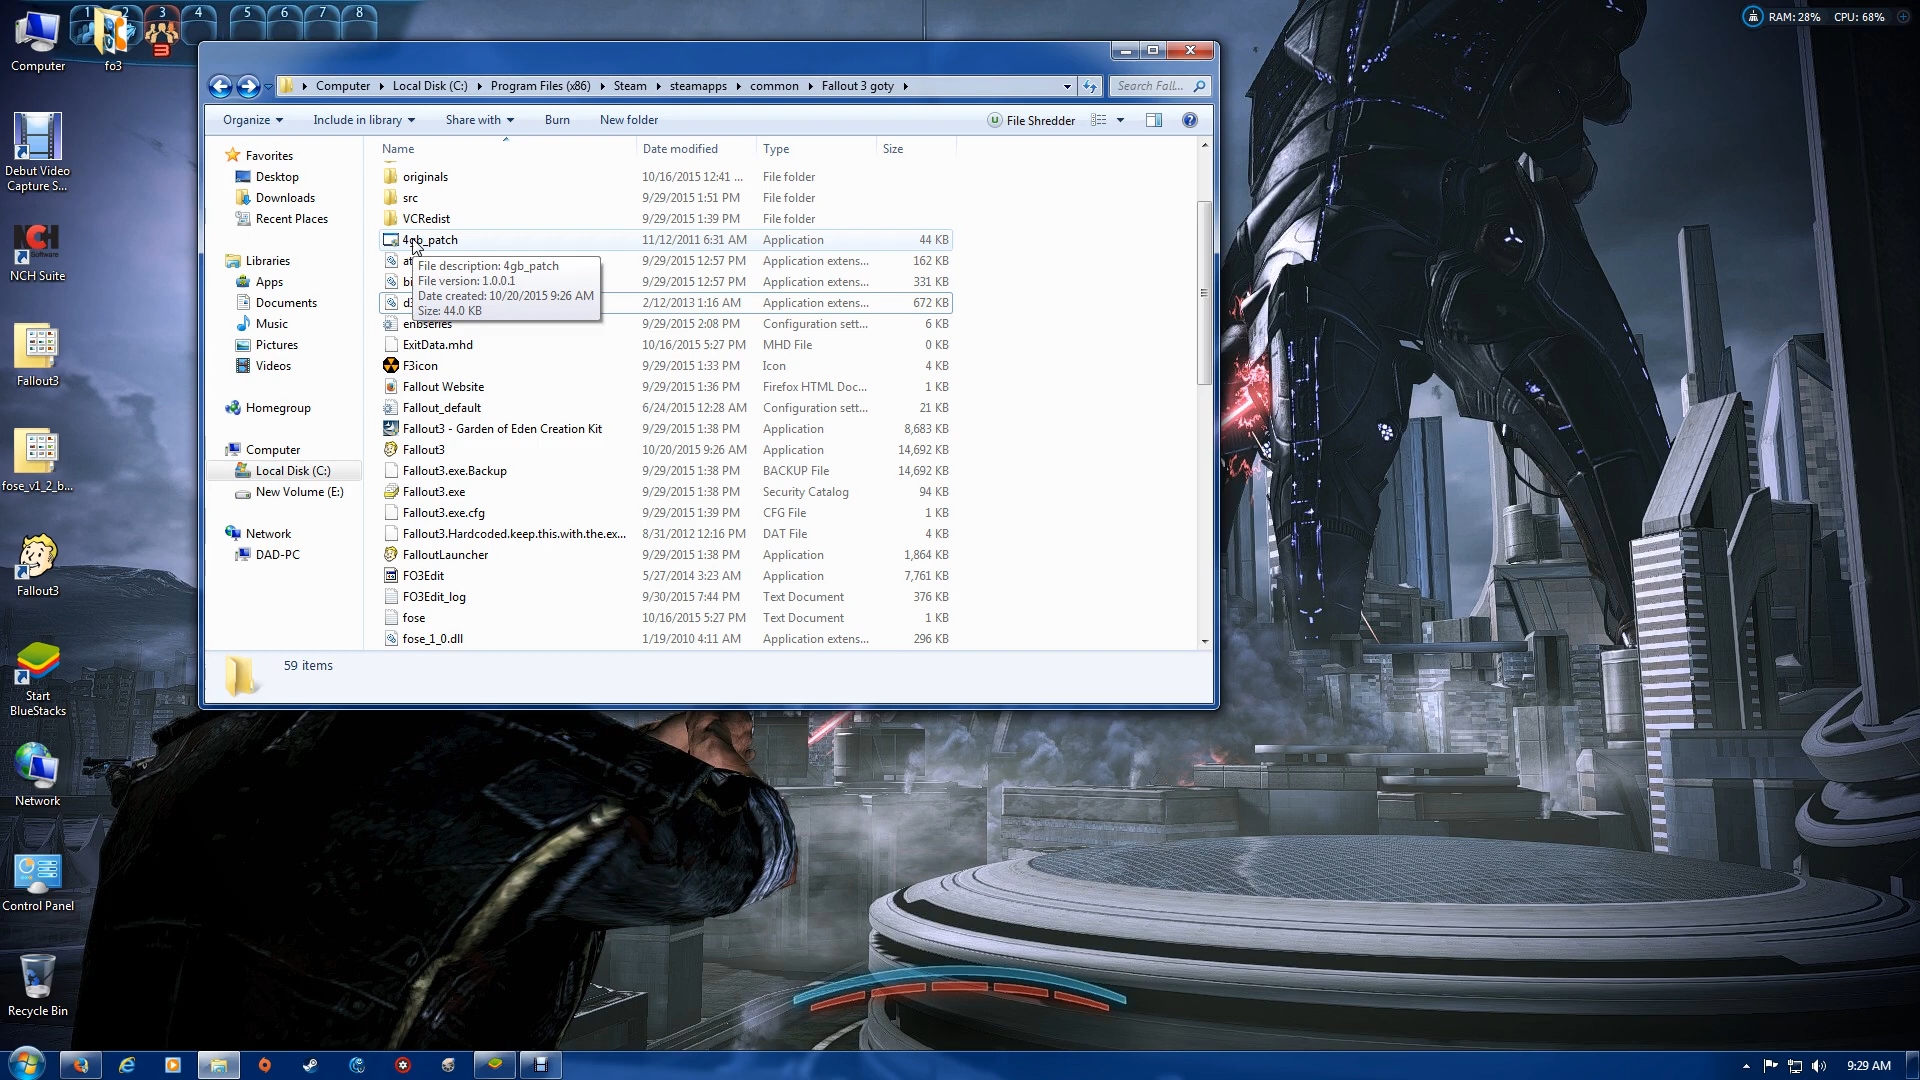 1 2 3 4 5 6 7 8
3
RAM: 28% CPU: 68%
Computer
fo3
Debut Video
Capture S...
NCH
NCH Suite
Fallout3
fose_v1_2_b...
Fallout3
Start
BlueStacks
Network
Control Panel
Recycle Bin
Computer Local Disk (C:) Program Files (x86) Steam steamapps common Fallout 3 goty
Search Fall...
Organize Include in library Share with Burn New folder File Shredder
Favorites
Desktop
Downloads
Recent Places
Libraries
Apps
Documents
Music
Pictures
Videos
Homegroup
Computer
Local Disk (C:)
New Volume (E:)
Network
DAD-PC
Name Date modified Type Size
originals 10/16/2015 12:41 ... File folder
src 9/29/2015 1:51 PM File folder
VCRedist 9/29/2015 1:39 PM File folder
4gb_patch 11/12/2011 6:31 AM Application 44 KB
at 9/29/2015 12:57 PM Application extens... 162 KB
bi 9/29/2015 12:57 PM Application extens... 331 KB
d3 2/12/2013 1:16 AM Application extens... 672 KB
File description: 4gb_patch
File version: 1.0.0.1
Date created: 10/20/2015 9:26 AM
Size: 44.0 KB
enbseries 9/29/2015 2:08 PM Configuration sett... 6 KB
ExitData.mhd 10/16/2015 5:27 PM MHD File 0 KB
F3icon 9/29/2015 1:33 PM Icon 4 KB
Fallout Website 9/29/2015 1:36 PM Firefox HTML Doc... 1 KB
Fallout_default 6/24/2015 12:28 AM Configuration sett... 21 KB
Fallout3 - Garden of Eden Creation Kit 9/29/2015 1:38 PM Application 8,683 KB
Fallout3 10/20/2015 9:26 AM Application 14,692 KB
Fallout3.exe.Backup 9/29/2015 1:38 PM BACKUP File 14,692 KB
Fallout3.exe 9/29/2015 1:38 PM Security Catalog 94 KB
Fallout3.exe.cfg 9/29/2015 1:39 PM CFG File 1 KB
Fallout3.Hardcoded.keep.this.with.the.ex... 8/31/2012 12:16 PM DAT File 4 KB
FalloutLauncher 9/29/2015 1:38 PM Application 1,864 KB
FO3Edit 5/27/2014 3:23 AM Application 7,761 KB
FO3Edit_log 9/30/2015 7:44 PM Text Document 376 KB
fose 10/16/2015 5:27 PM Text Document 1 KB
fose_1_0.dll 1/19/2010 4:11 AM Application extens... 296 KB
59 items
9:29 AM